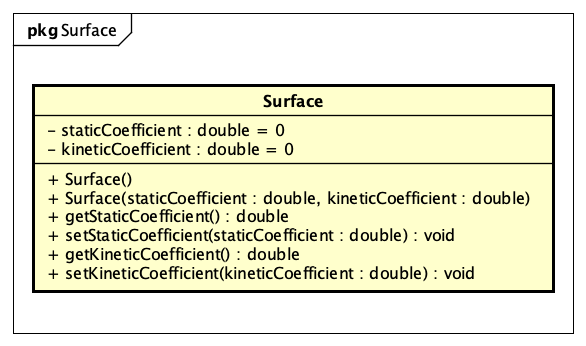 pkg Surface
Surface
- staticCoefficient : double = 0
- kineticCoefficient : double = 0
+ Surface()
+ Surface(staticCoefficient : double, kineticCoefficient : double)
+ getStaticCoefficient() : double
+ setStaticCoefficient(staticCoefficient : double) : void
+ getKineticCoefficient() : double
+ setKineticCoefficient(kineticCoefficient : double) : void